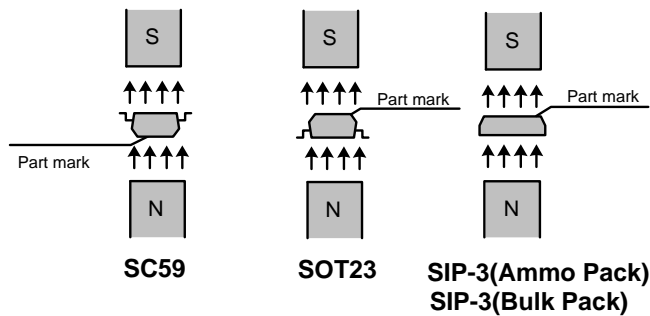 S
S
S
Part mark
Part mark
Part mark
N
N
N
SC59
SOT23
SIP-3(Ammo Pack)
SIP-3(Bulk Pack)